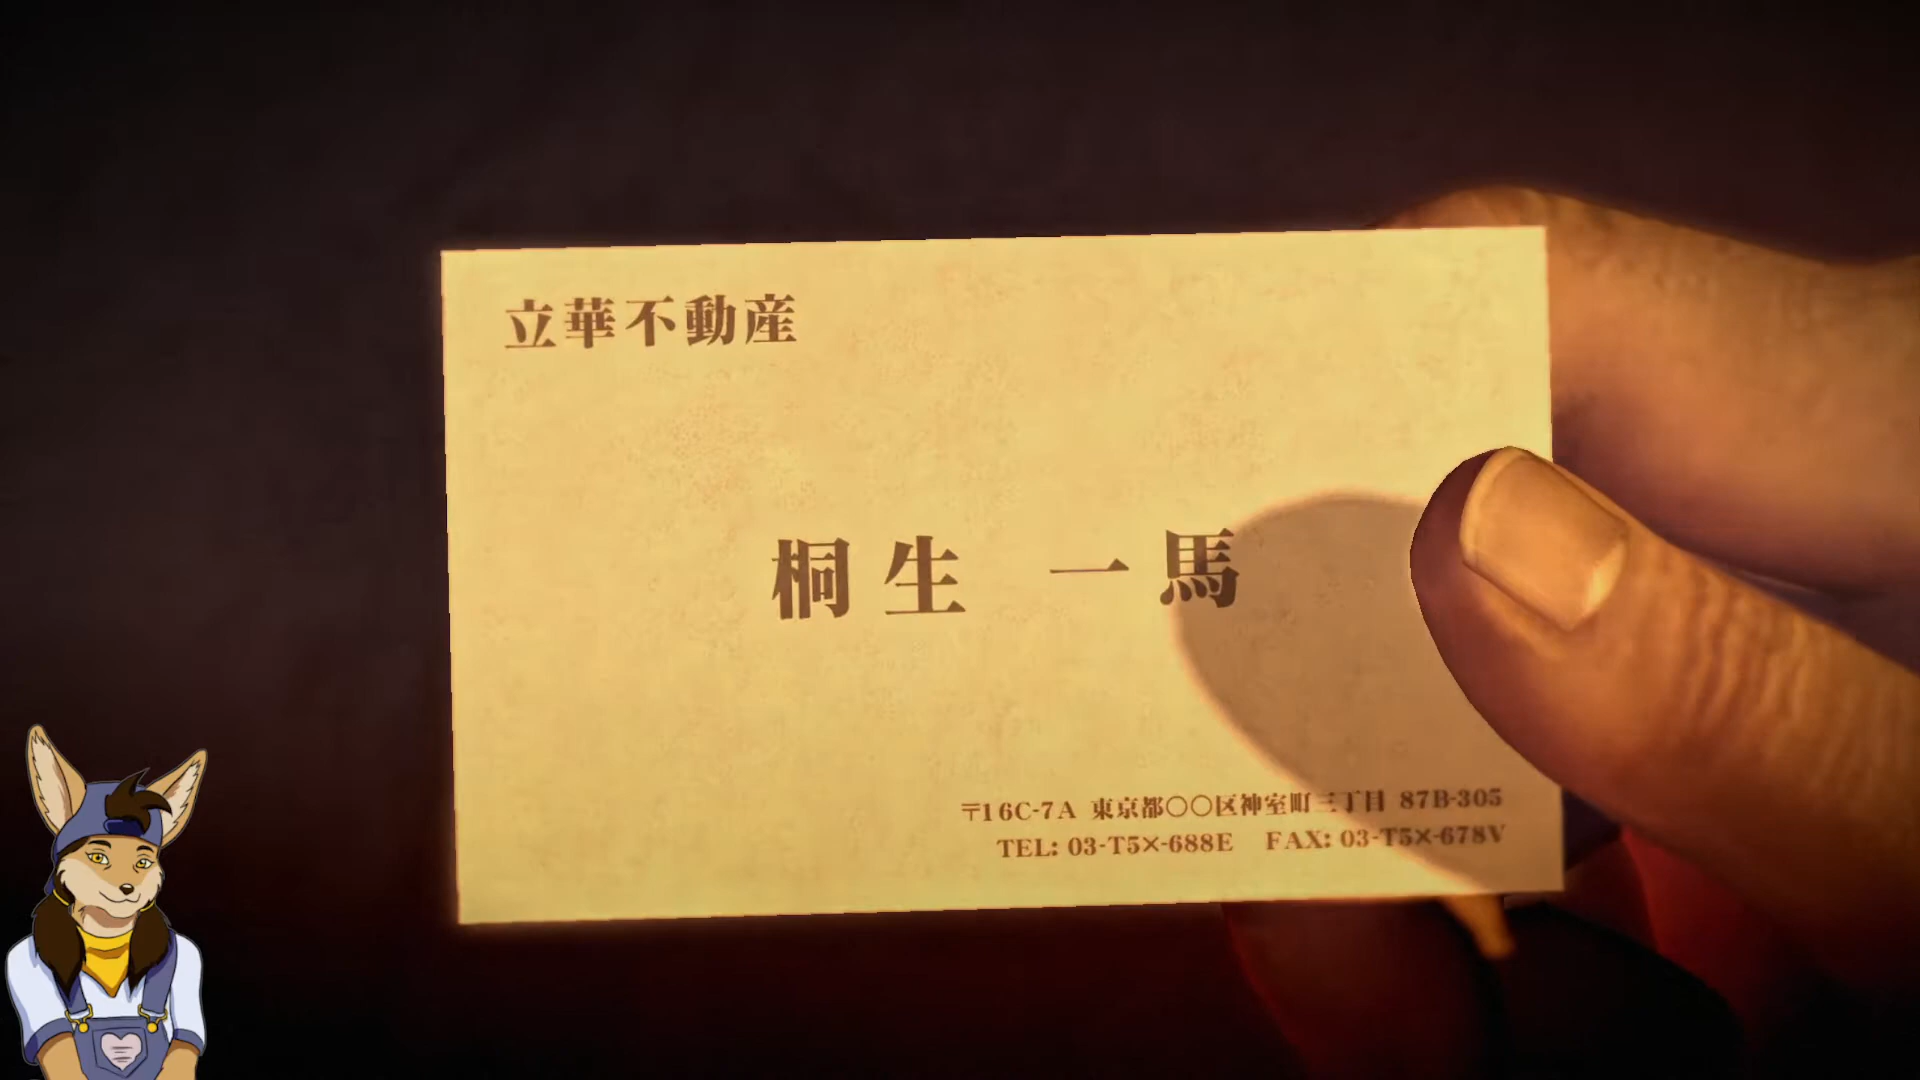 立華不動産
桐生 一馬
〒16C-7A 東京都〇〇区神室町三丁目 87B-305
TEL: 03-T5×-688E FAX: 03-T5×-678V